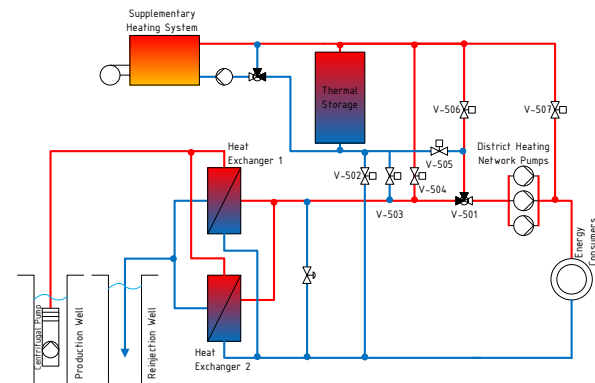 Supplementary
Heating System
Thermal
Storage
V-506
V-507
Heat
Exchanger 1
V-502
V-505
V-504
V-503
V-501
District Heating
Network Pumps
Energy
Consumers
Centrifugal Pump
Production Well
Reinjection Well
Heat
Exchanger 2